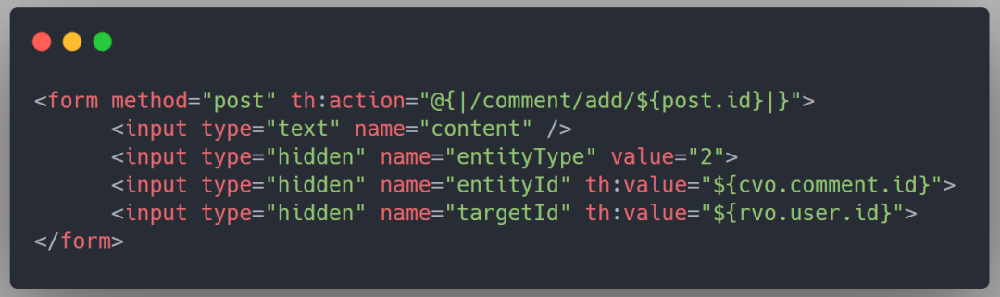 <form method="post" th:action="@{|/comment/add/${post.id}|}">
      <input type="text" name="content" />
      <input type="hidden" name="entityType" value="2">
      <input type="hidden" name="entityId" th:value="${cvo.comment.id}">
      <input type="hidden" name="targetId" th:value="${rvo.user.id}">
</form>